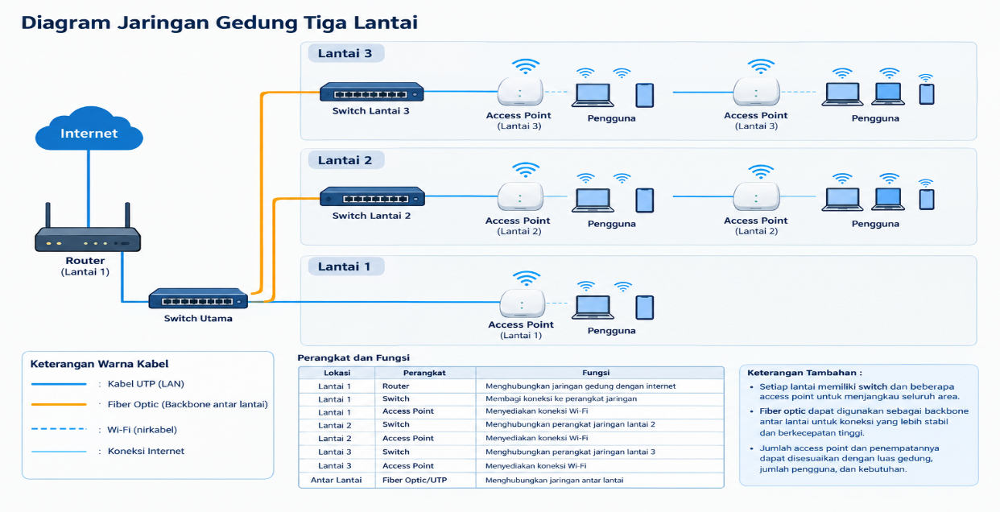 Diagram Jaringan Gedung Tiga Lantai
Internet
Router
(Lantai 1)
Switch Utama
Lantai 3
Switch Lantai 3
Access Point
(Lantai 3)
Pengguna
Access Point
(Lantai 3)
Pengguna
Lantai 2
Switch Lantai 2
Access Point
(Lantai 2)
Pengguna
Access Point
(Lantai 2)
Pengguna
Lantai 1
Access Point
(Lantai 1)
Pengguna
Keterangan Warna Kabel
: Kabel UTP (LAN)
: Fiber Optic (Backbone antar lantai)
: Wi-Fi (nirkabel)
: Koneksi Internet
Perangkat dan Fungsi
Lokasi Perangkat Fungsi
Lantai 1 Router Menghubungkan jaringan gedung dengan internet
Lantai 1 Switch Membagi koneksi ke perangkat jaringan
Lantai 1 Access Point Menyediakan koneksi Wi-Fi
Lantai 2 Switch Menghubungkan perangkat jaringan lantai 2
Lantai 2 Access Point Menyediakan koneksi Wi-Fi
Lantai 3 Switch Menghubungkan perangkat jaringan lantai 3
Lantai 3 Access Point Menyediakan koneksi Wi-Fi
Antar Lantai Fiber Optic/UTP Menghubungkan jaringan antar lantai
Keterangan Tambahan :
• Setiap lantai memiliki switch dan beberapa
access point untuk menjangkau seluruh area.
• Fiber optic dapat digunakan sebagai backbone
antar lantai untuk koneksi yang lebih stabil
dan berkecepatan tinggi.
• Jumlah access point dan penempatannya
dapat disesuaikan dengan luas gedung,
jumlah pengguna, dan kebutuhan.